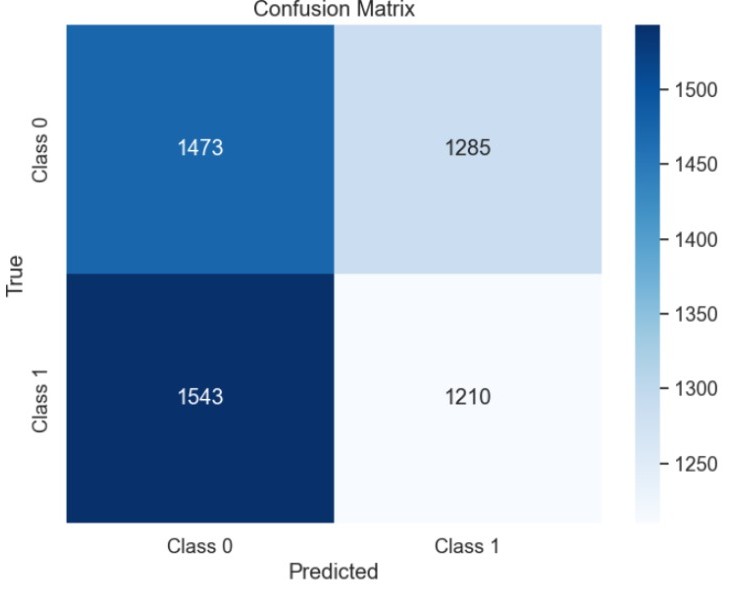 Confusion Matrix
Class 0
1473
1285
True
Class 1
1543
1210
Class 0
Class 1
Predicted
1500
1450
1400
1350
1300
1250